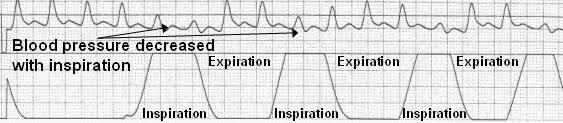 Blood pressure decreased
with inspiration
Expiration
Expiration
Expiration
Inspiration
Inspiration
Inspiration